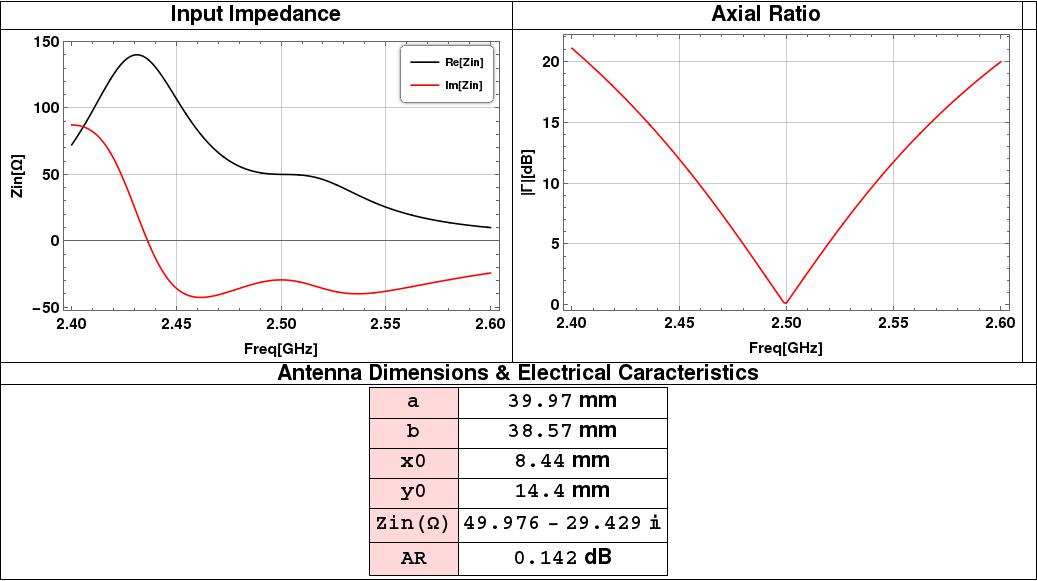 Input Impedance
Axial Ratio
150
100
50
0
−50
Zin[Ω]
Re[Zin]
Im[Zin]
2.40 2.45 2.50 2.55 2.60
Freq[GHz]
20
15
10
5
0
|Γ|[dB]
2.40 2.45 2.50 2.55 2.60
Freq[GHz]
Antenna Dimensions & Electrical Caracteristics
a 39.97 mm
b 38.57 mm
x0 8.44 mm
y0 14.4 mm
Zin(Ω) 49.976 − 29.429 i
AR 0.142 dB